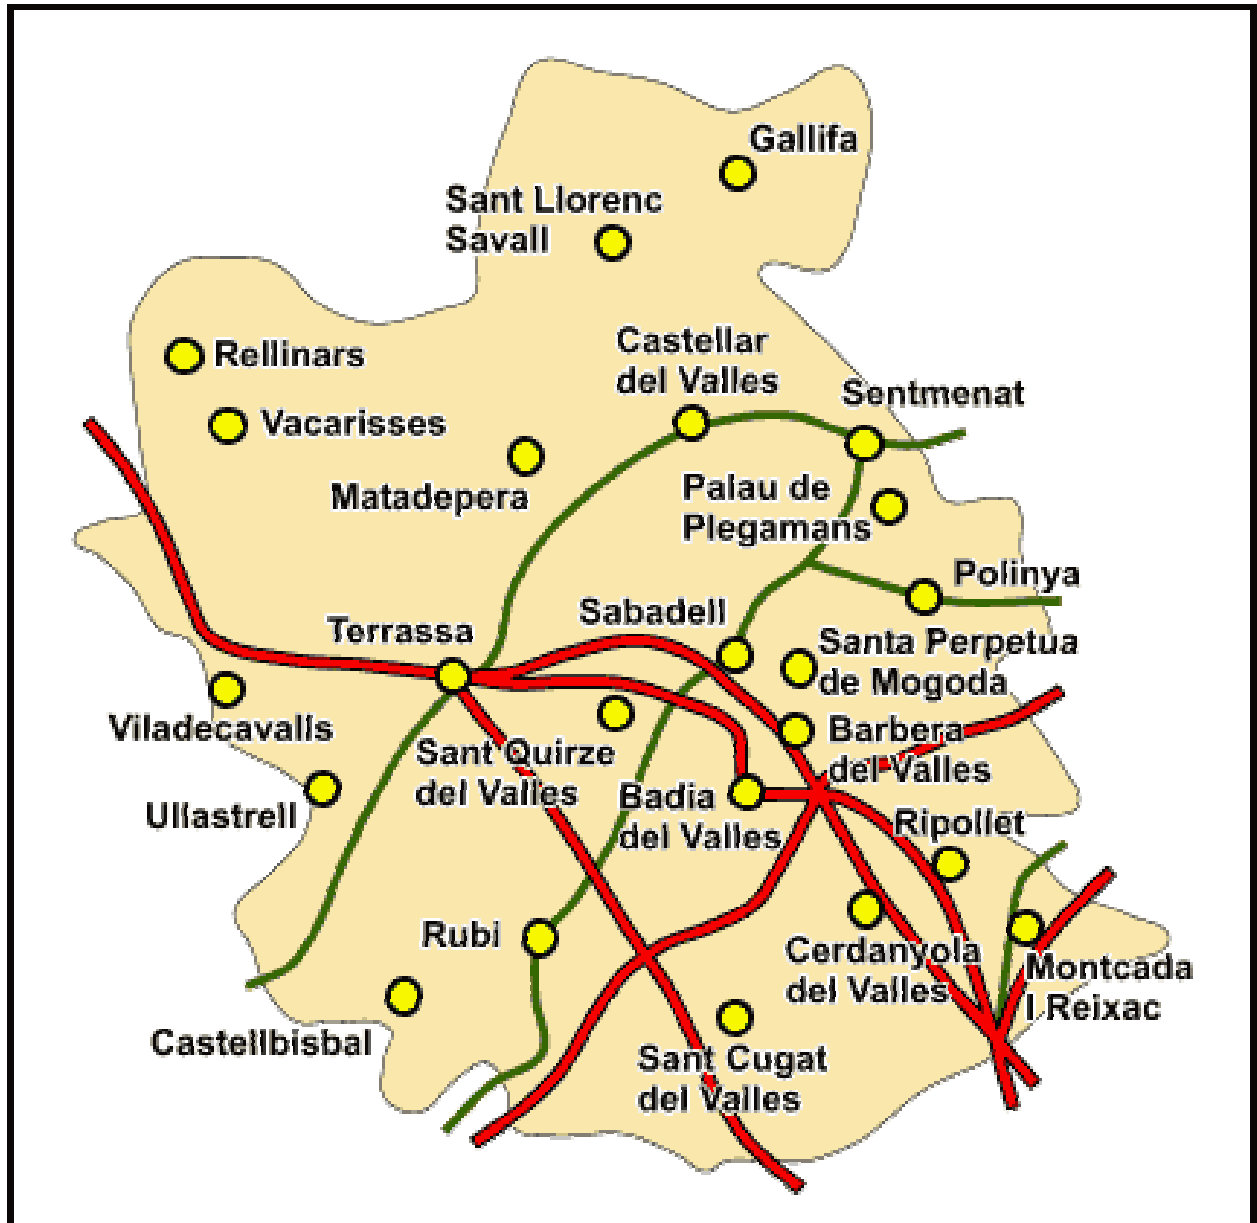 Gallifa
Sant Llorenc
Savall
Rellinars
Castellar
del Valles
Sentmenat
Vacarisses
Matadepera
Palau de
Plegamans
Polinya
Sabadell
Terrassa
Santa Perpetua
de Mogoda
Viladecavalls
Sant Quirze
del Valles
Barbera
del Valles
Ullastrell
Badia
del Valles
Ripollet
Rubi
Cerdanyola
del Valles
Montcada
I Reixac
Castellbisbal
Sant Cugat
del Valles